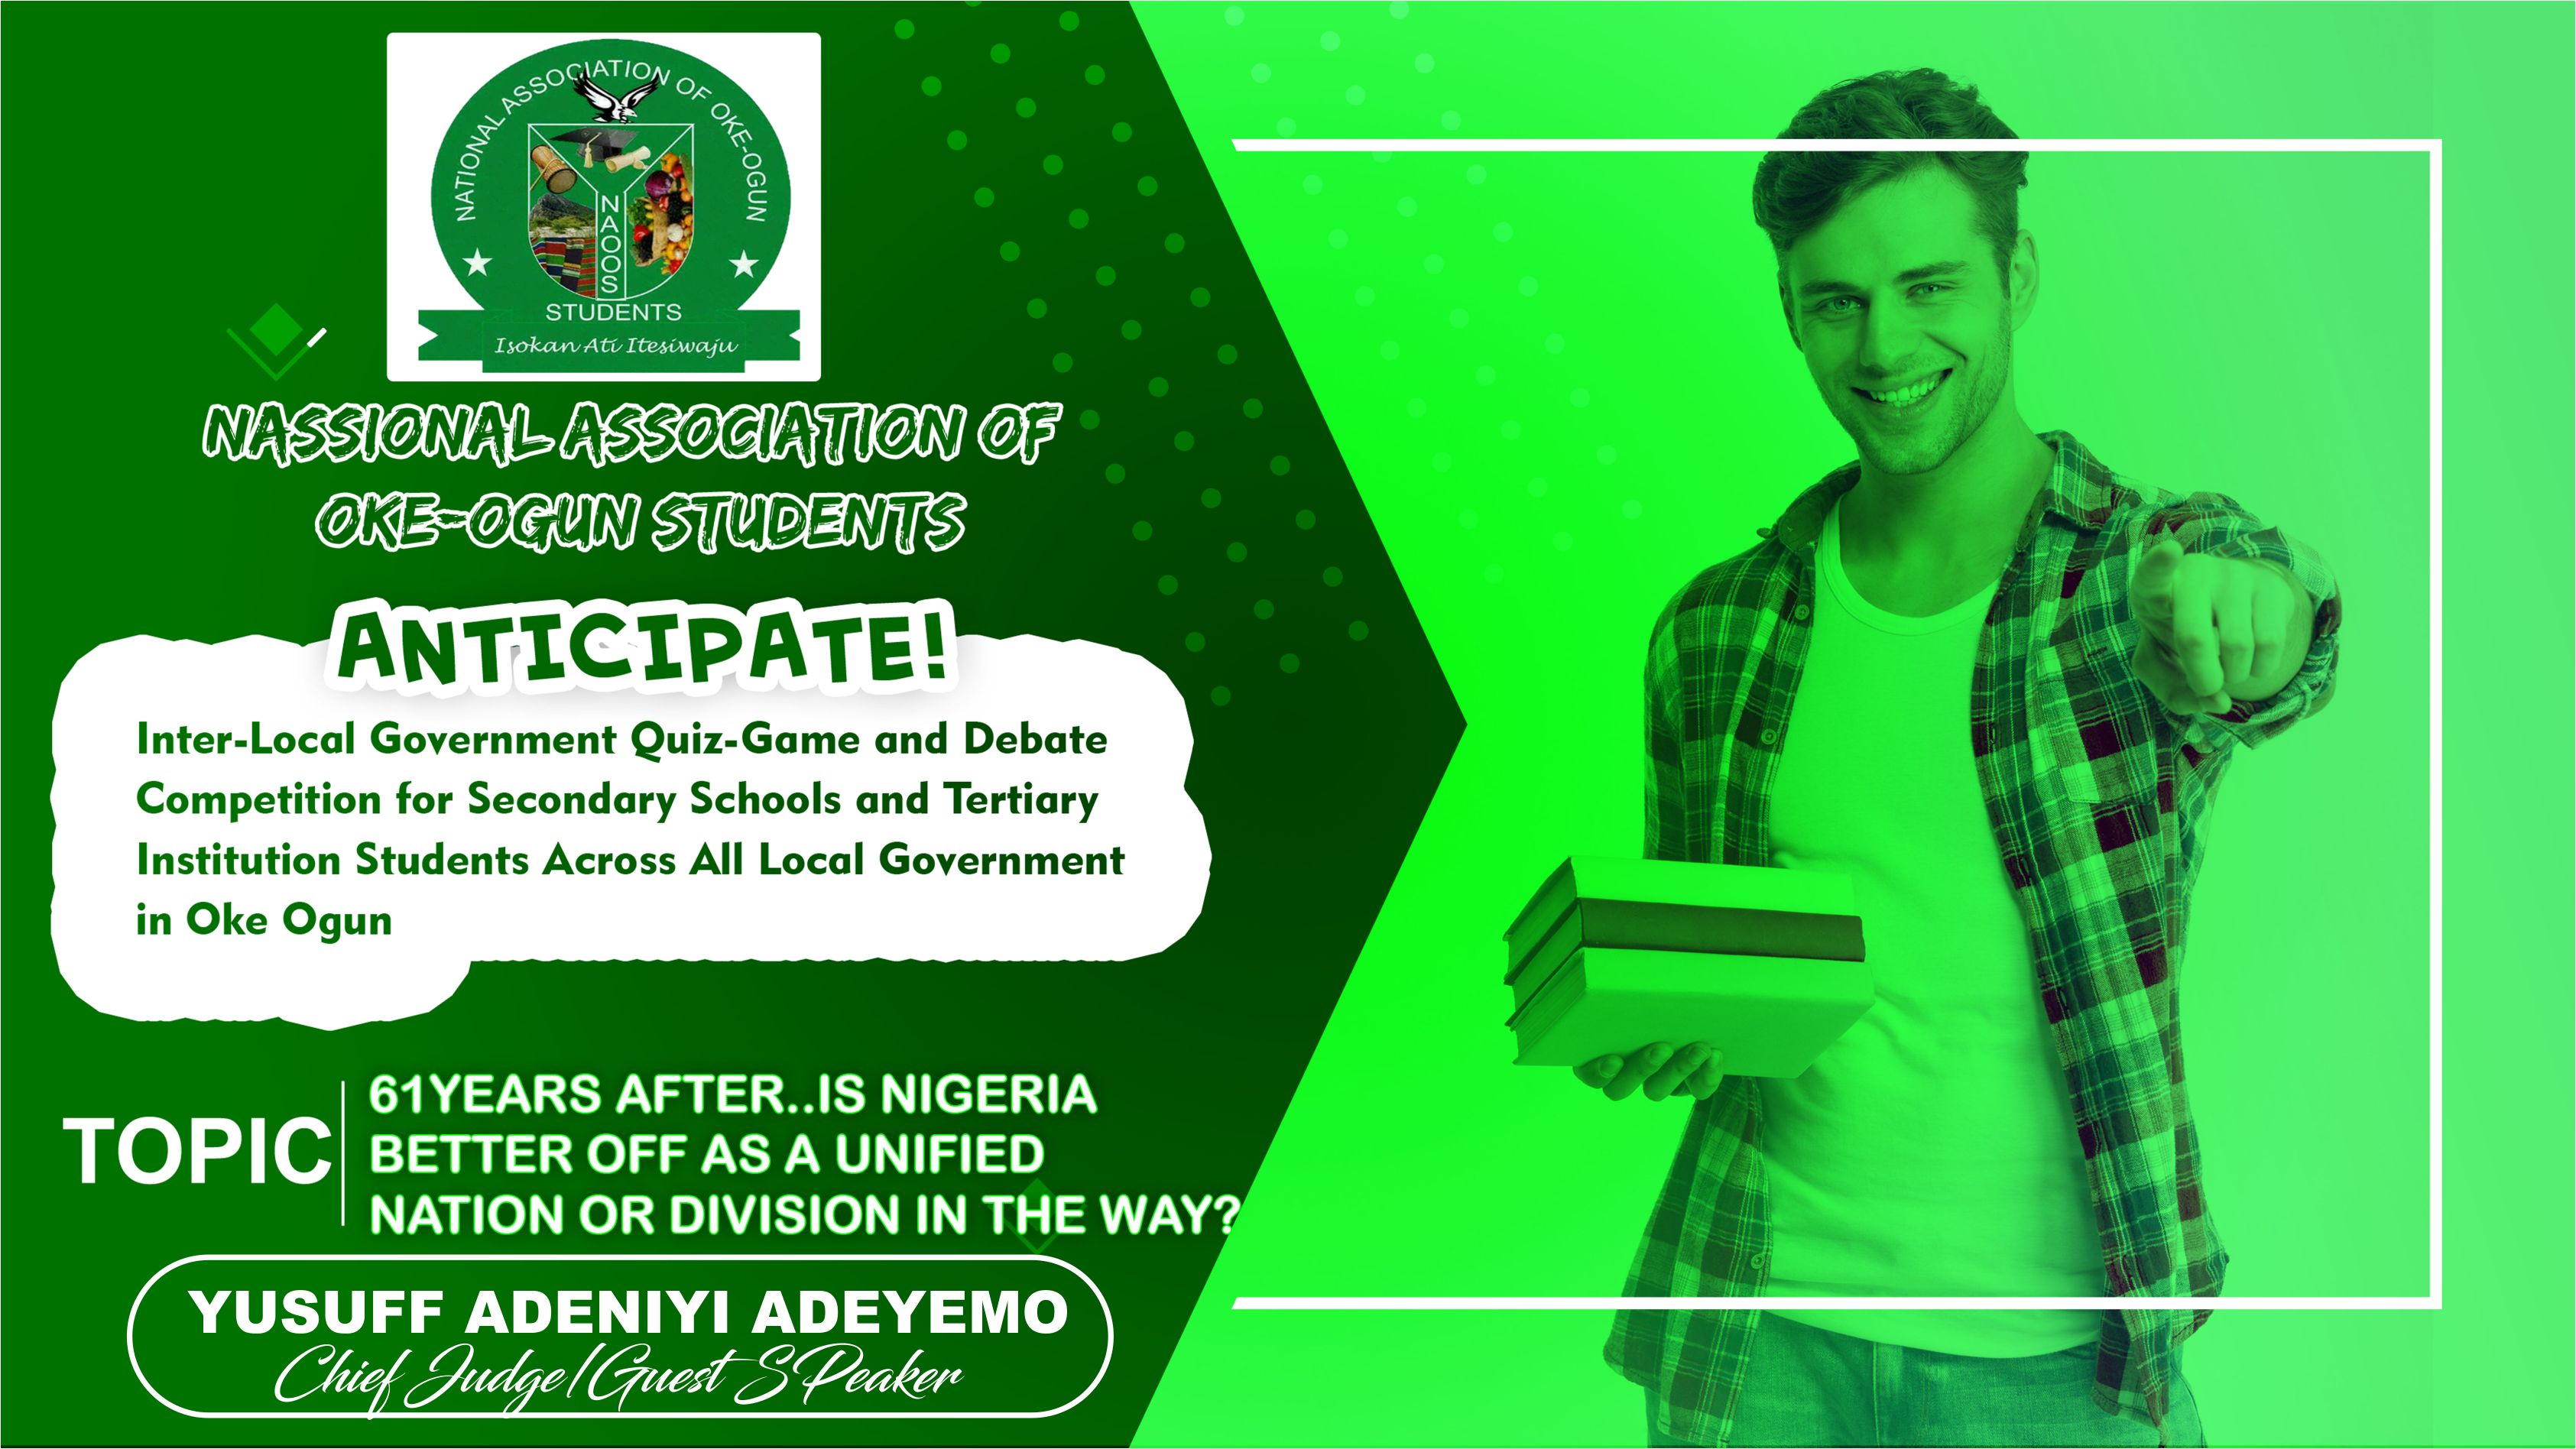 NATIONAL ASSOCIATION OF OKE-OGUN
NAOOS
STUDENTS
Isokan Ati Itesiwaju
NASSIONAL ASSOCIATION OF
OKE-OGUN STUDENTS
ANTICIPATE!
Inter-Local Government Quiz-Game and Debate
Competition for Secondary Schools and Tertiary
Institution Students Across All Local Government
in Oke Ogun
TOPIC
61YEARS AFTER..IS NIGERIA
BETTER OFF AS A UNIFIED
NATION OR DIVISION IN THE WAY?
YUSUFF ADENIYI ADEYEMO
Chief Judge/Guest SPeaker